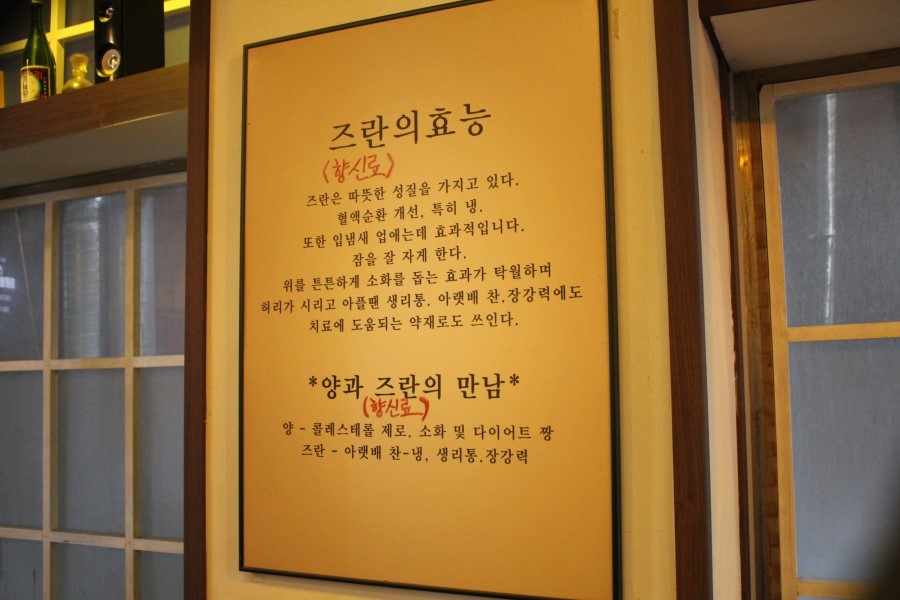 즈란의효능
(향신료)
즈란은 따뜻한 성질을 가지고 있다.
혈액순환 개선, 특히 냉.
또한 입냄새 업애는데 효과적입니다.
잠을 잘 자게 한다.
위를 튼튼하게 소화를 돕는 효과가 탁월하며
허리가 시리고 아플땐 생리통. 아랫배 찬.장강력에도
치료에 도움되는 약재로도 쓰인다.
*양과 즈란의 만남*
(향신료)
양 - 콜레스테롤 제로. 소화 및 다이어트 짱
즈란 - 아랫배 찬-냉, 생리통.장강력